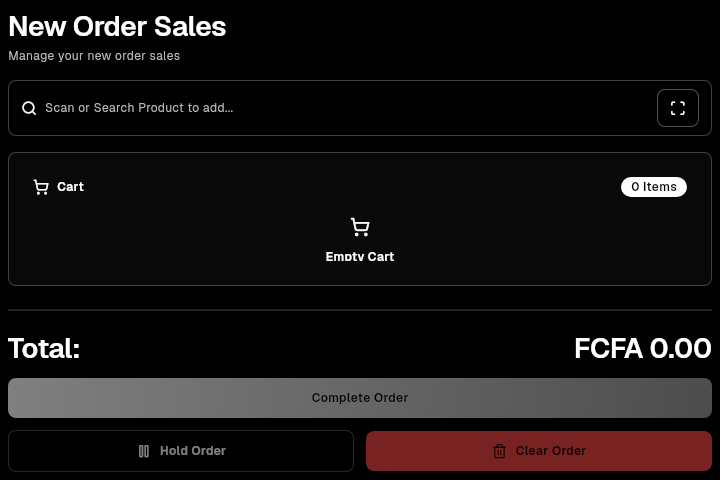 New Order Sales
Manage your new order sales
Scan or Search Product to add...
Cart
0 Items
Empty Cart
Total:
FCFA 0.00
Complete Order
Hold Order
Clear Order